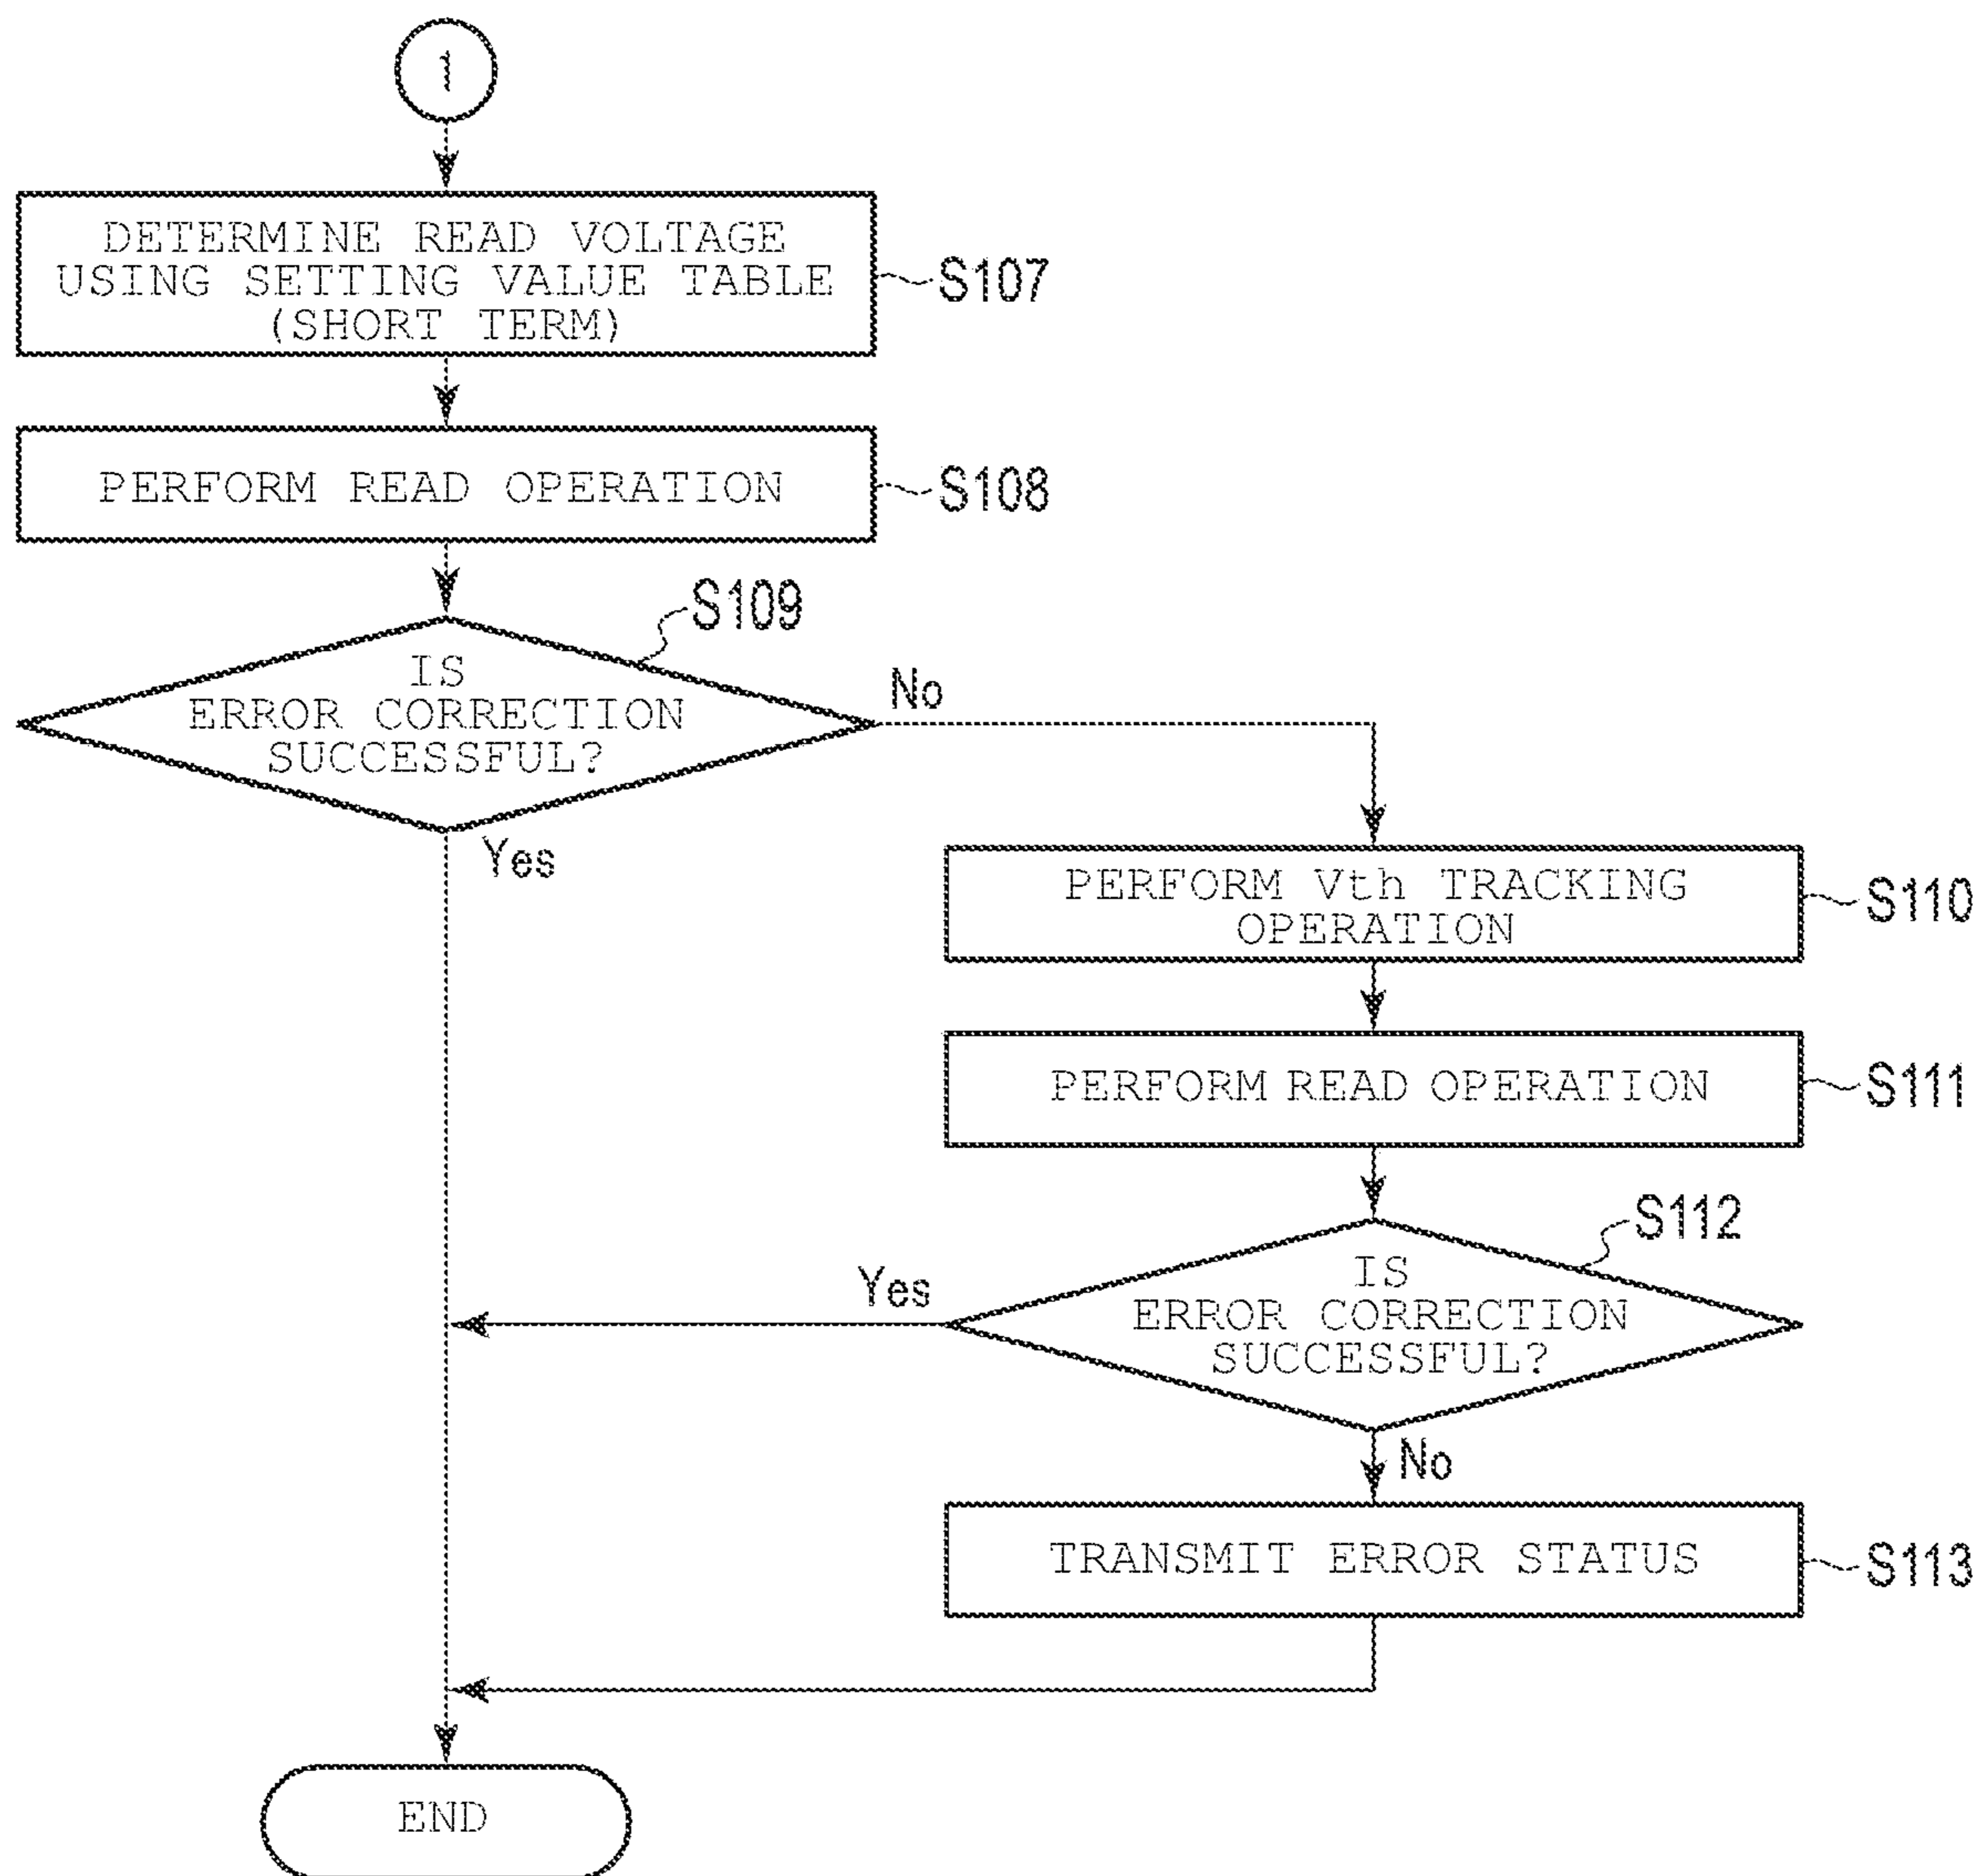 1
DETERMINE READ VOLTAGE
USING SETTING VALUE TABLE
(SHORT TERM)
S107
PERFORM READ OPERATION
S108
S109
IS
ERROR CORRECTION
SUCCESSFUL?
No
Yes
PERFORM Vth TRACKING
OPERATION
S110
PERFORM READ OPERATION
S111
S112
IS
ERROR CORRECTION
SUCCESSFUL?
Yes
No
TRANSMIT ERROR STATUS
S113
END